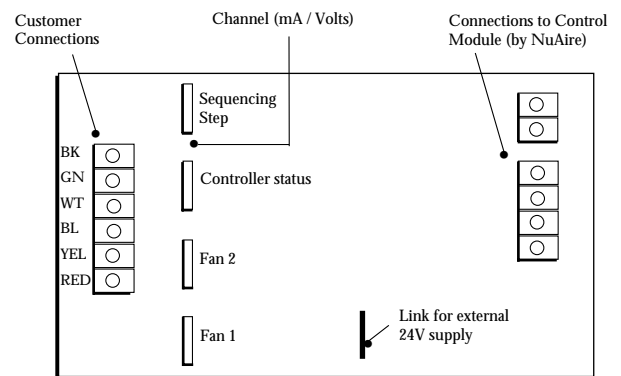 Customer
Connections
Channel (mA / Volts)
Connections to Control
Module (by NuAire)
Sequencing
Step
BK
GN
WT
BL
YEL
RED
Controller status
Fan 2
Fan 1
Link for external
24V supply